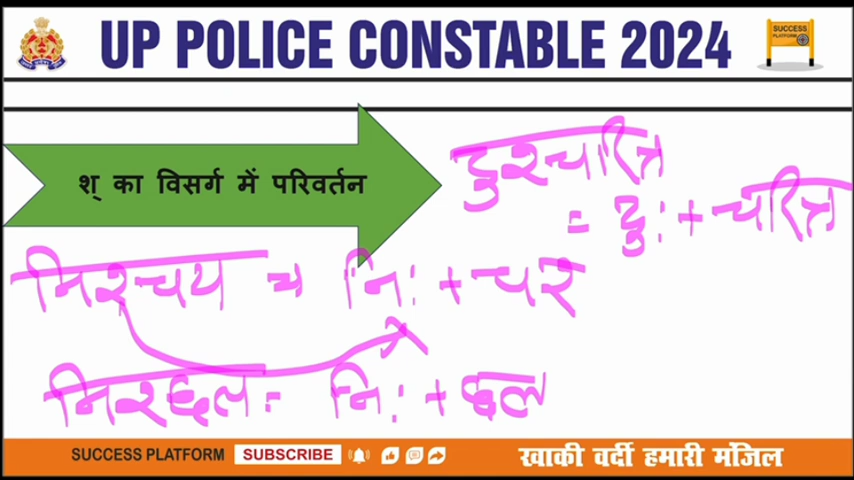 UP POLICE CONSTABLE 2024
SUCCESS
PLATFORM
श् का विसर्ग में परिवर्तन
दुश्चरित्र
= दुः + चरित्र
निश्चय → निः + चर
निश्छल = निः + छल
SUCCESS PLATFORM SUBSCRIBE खाकी वर्दी हमारी मंजिल